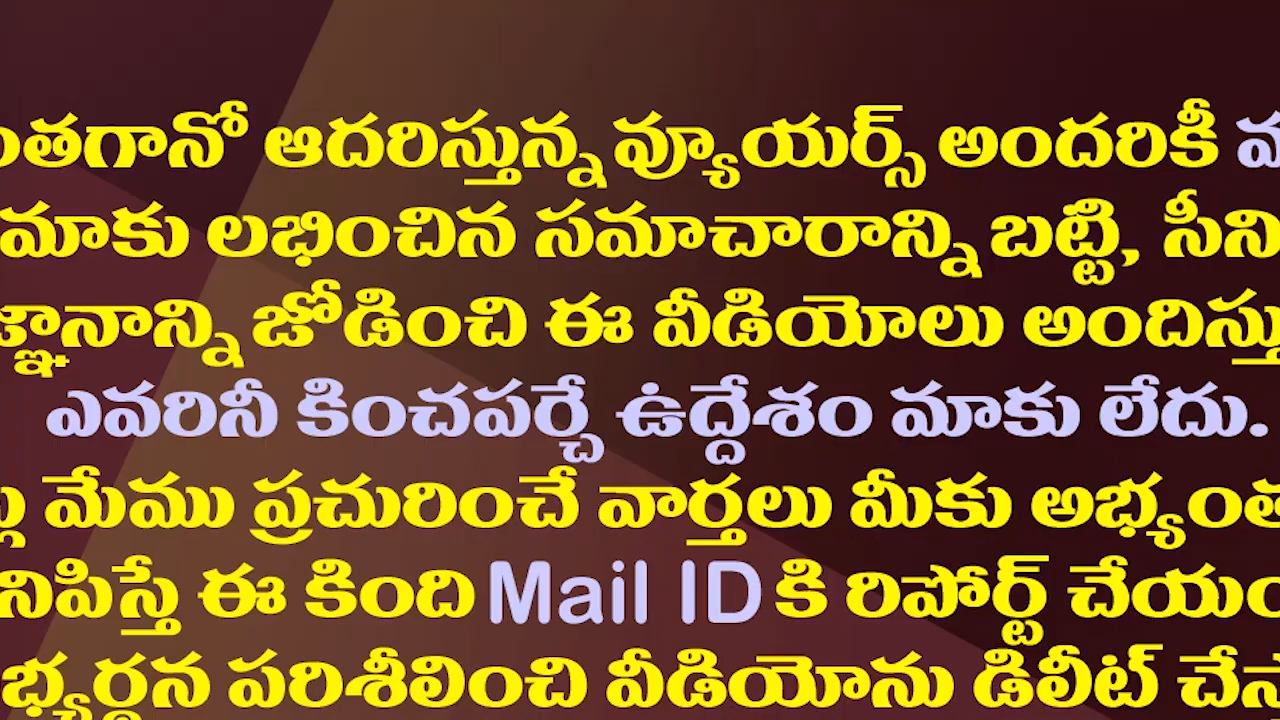 ంతగానో ఆదరిస్తున్న వ్యూయర్స్ అందరికీ
మాకు లభించిన సమాచారాన్ని బట్టి, సీని
జ్ఞానాన్ని జోడించి ఈ వీడియోలు అందిస్తు
ఎవరినీ కించపర్చే ఉద్దేశం మాకు లేదు.
మేము ప్రచురించే వార్తలు మీకు అభ్యంత
నిపిస్తే ఈ కింది Mail ID కి రిపోర్ట్ చేయం
భ్యర్థన పరిశీలించి వీడియోను డిలీట్ చేస